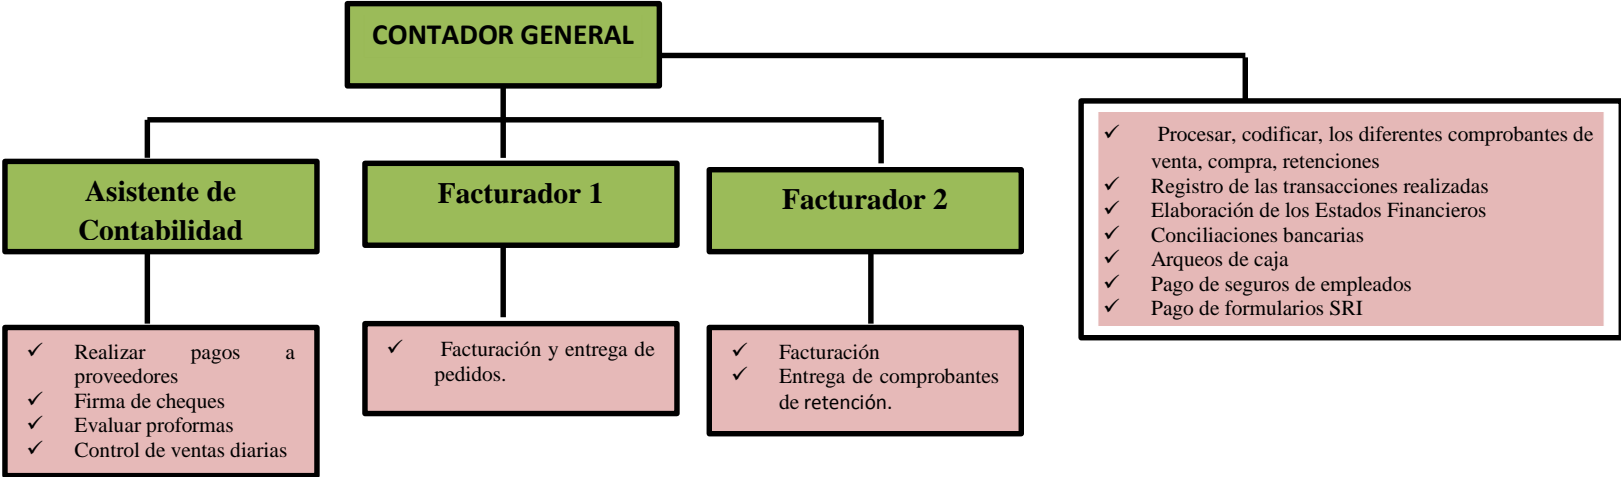 CONTADOR GENERAL
✓ Procesar, codificar, los diferentes comprobantes de
venta, compra, retenciones
✓ Registro de las transacciones realizadas
✓ Elaboración de los Estados Financieros
✓ Conciliaciones bancarias
✓ Arqueos de caja
✓ Pago de seguros de empleados
✓ Pago de formularios SRI
Asistente de
Contabilidad
Facturador 1
Facturador 2
✓ Realizar pagos a
proveedores
✓ Firma de cheques
✓ Evaluar proformas
✓ Control de ventas diarias
✓ Facturación y entrega de
pedidos.
✓ Facturación
✓ Entrega de comprobantes
de retención.